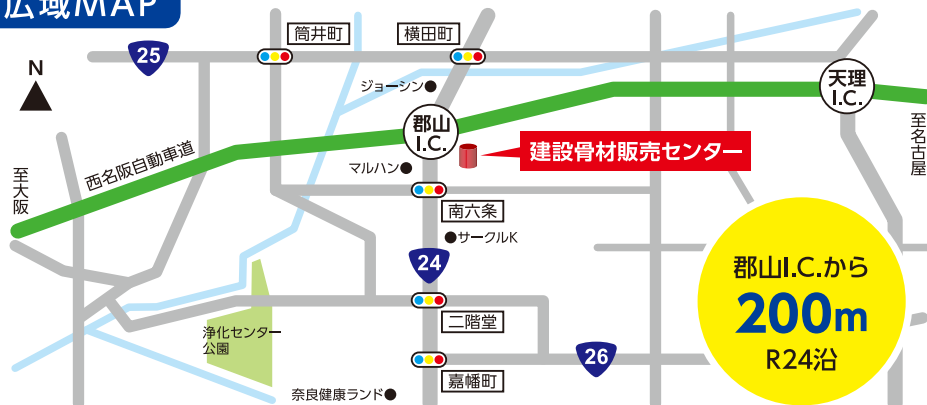 広域MAP
25
筒井町
横田町
N
ジョーシン
天理
I.C.
郡山
I.C.
至名古屋
建設骨材販売センター
西名阪自動車道
マルハン
至大阪
南六条
サークルK
24
郡山I.C.から
200m
R24沿
二階堂
浄化センター
公園
26
嘉幡町
奈良健康ランド